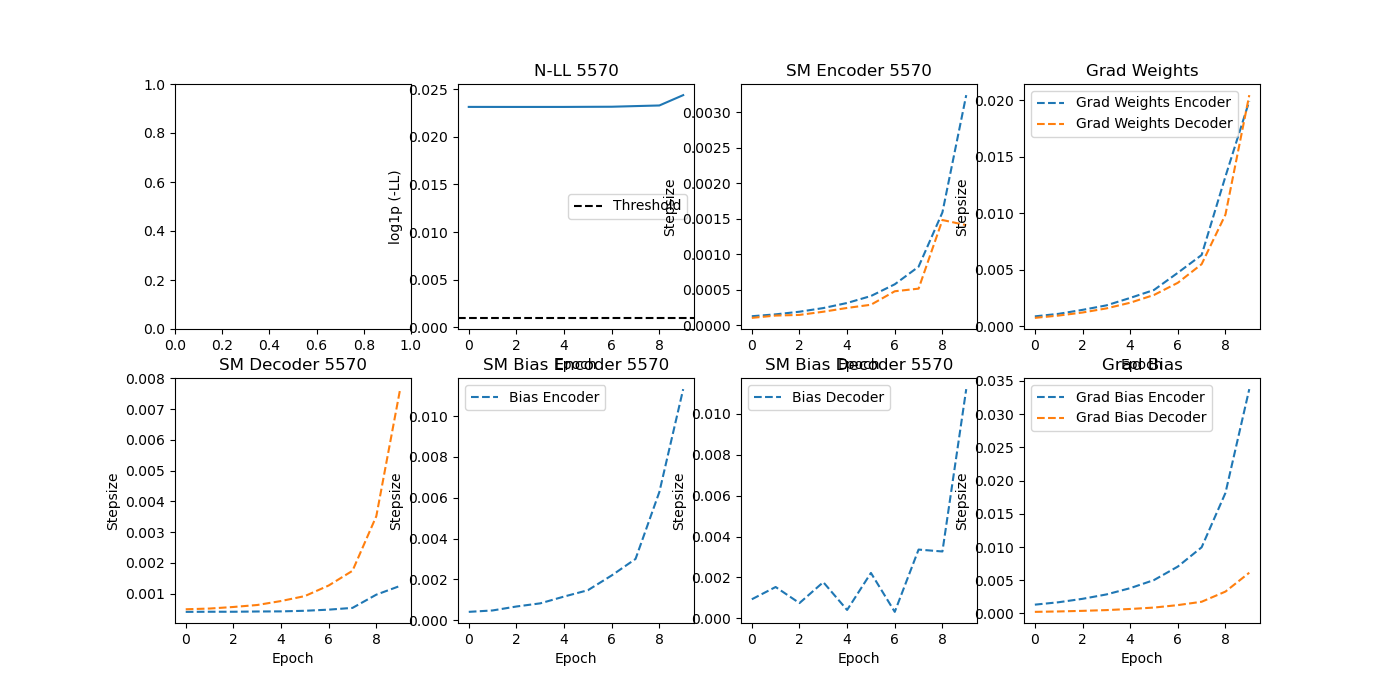 N-LL 5570
SM Encoder 5570
Grad Weights
1.0
0.8
0.6
0.4
0.2
0.0
0.0 0.2 0.4 0.6 0.8 1.0
log1p (-LL)
0.025
0.020
0.015
0.010
0.005
0.000
Threshold
0 2 4 6 8
Epoch
Stepsize
0.0030
0.0025
0.0020
0.0015
0.0010
0.0005
0.0000
0 2 4 6 8
Epoch
Stepsize
0.020
0.015
0.010
0.005
0.000
Grad Weights Encoder
Grad Weights Decoder
0 2 4 6 8
Epoch
SM Decoder 5570
SM Bias Encoder 5570
SM Bias Decoder 5570
Grad Bias
Stepsize
0.008
0.007
0.006
0.005
0.004
0.003
0.002
0.001
0 2 4 6 8
Epoch
Stepsize
0.010
0.008
0.006
0.004
0.002
0.000
Bias Encoder
0 2 4 6 8
Epoch
Stepsize
0.010
0.008
0.006
0.004
0.002
0.000
Bias Decoder
0 2 4 6 8
Epoch
Stepsize
0.035
0.030
0.025
0.020
0.015
0.010
0.005
0.000
Grad Bias Encoder
Grad Bias Decoder
0 2 4 6 8
Epoch